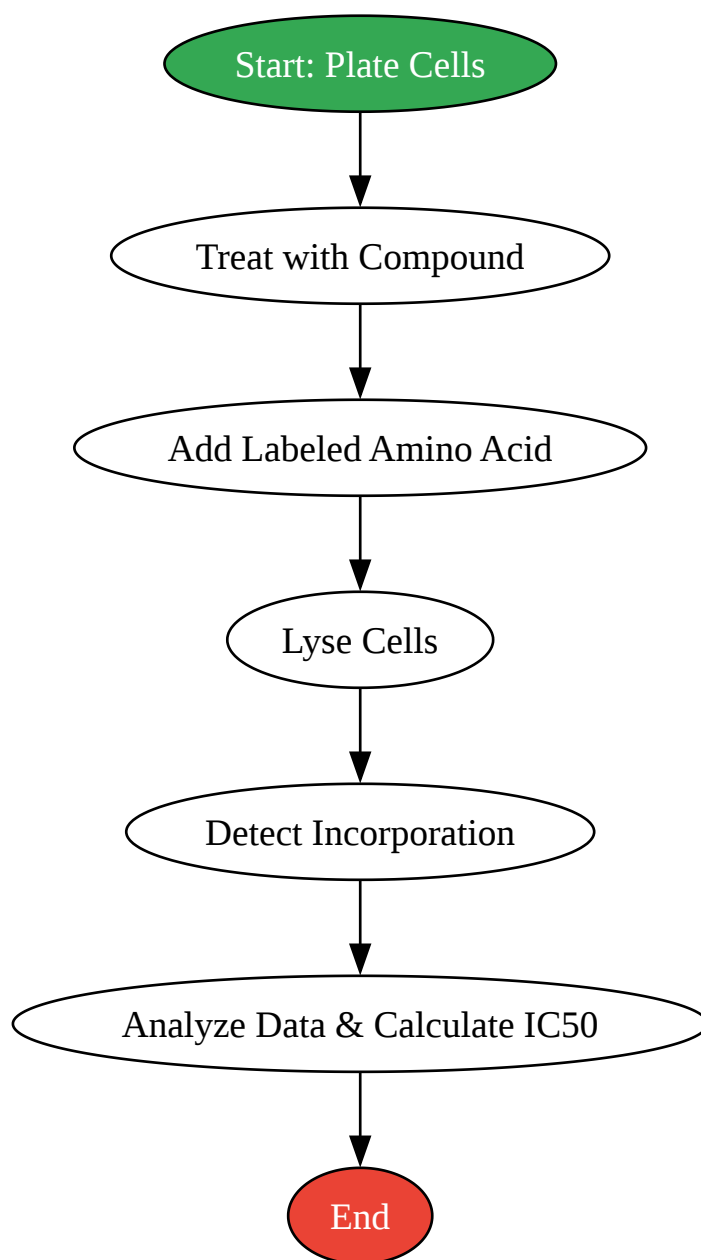 Start: Plate Cells
Treat with Compound
Add Labeled Amino Acid
Lyse Cells
Detect Incorporation
Analyze Data & Calculate IC50
End